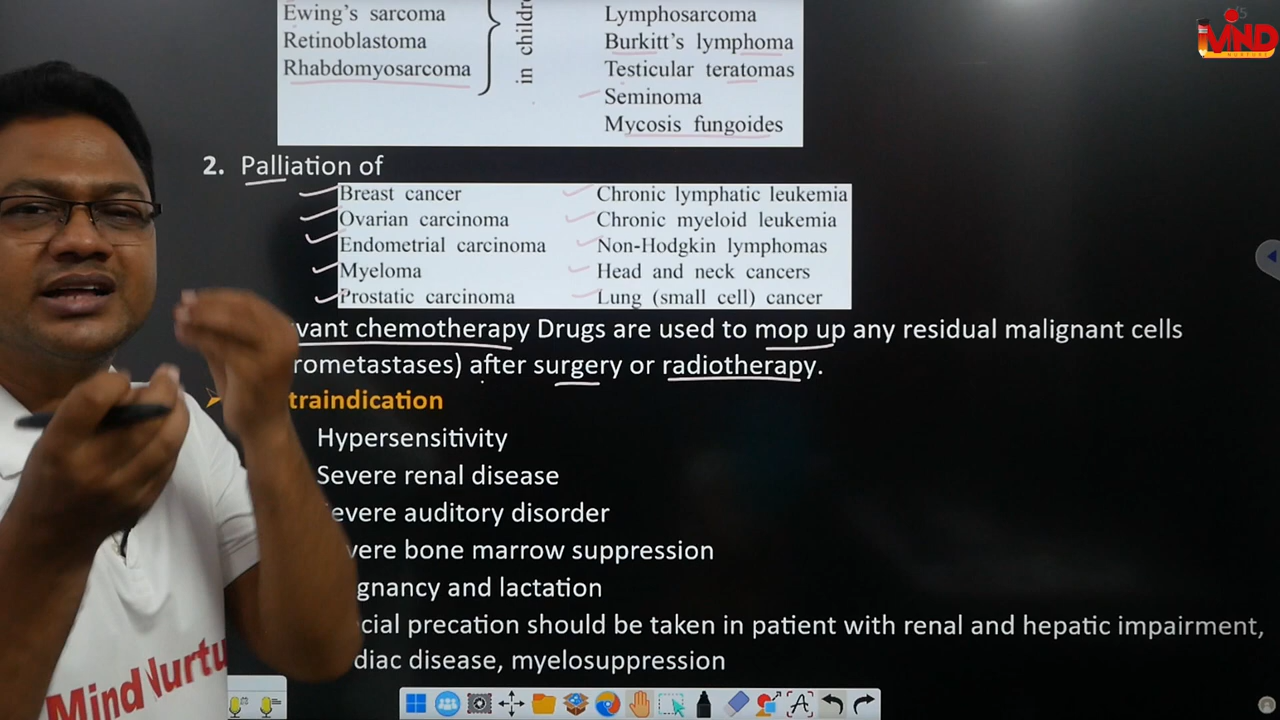 Ewing's sarcoma
Retinoblastoma
Rhabdomyosarcoma
in childr
Lymphosarcoma
Burkitt's lymphoma
Testicular teratomas
Seminoma
Mycosis fungoides
2. Palliation of
Breast cancer
Ovarian carcinoma
Endometrial carcinoma
Myeloma
Prostatic carcinoma
Chronic lymphatic leukemia
Chronic myeloid leukemia
Non-Hodgkin lymphomas
Head and neck cancers
Lung (small cell) cancer
vant chemotherapy Drugs are used to mop up any residual malignant cells
rometastases) after surgery or radiotherapy.
traindication
Hypersensitivity
Severe renal disease
evere auditory disorder
vere bone marrow suppression
gnancy and lactation
cial precation should be taken in patient with renal and hepatic impairment,
diac disease, myelosuppression
Mind Nurtu